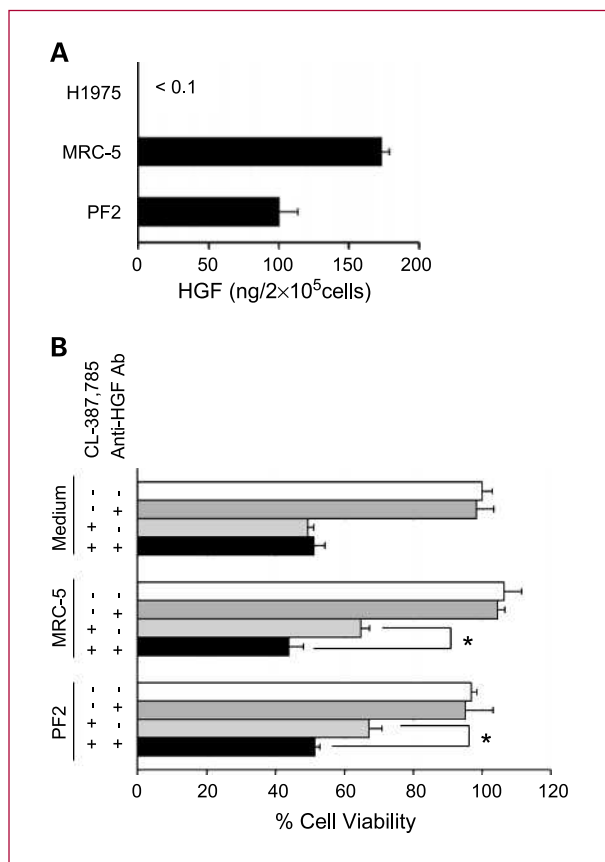 A
H1975
< 0.1
MRC-5
PF2
0 50 100 150 200
HGF (ng/2×10⁵cells)
B
CL-387,785
Anti-HGF Ab
Medium
- -
- +
+ -
+ +
MRC-5
- -
- +
+ -
+ +
*
PF2
- -
- +
+ -
+ +
*
0 20 40 60 80 100 120
% Cell Viability